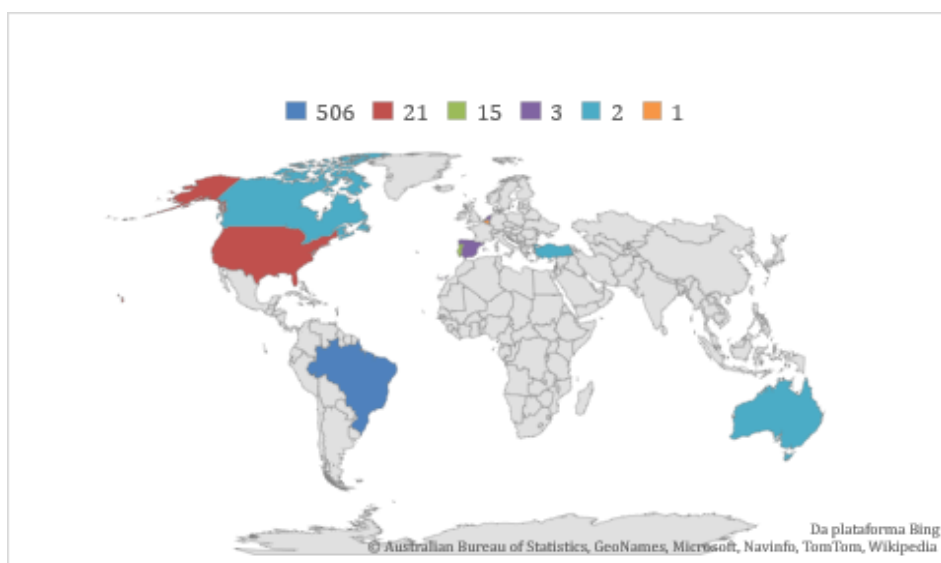 506 21 15 3 2 1
Da plataforma Bing
© Australian Bureau of Statistics, GeoNames, Microsoft, Navinfo, TomTom, Wikipedia